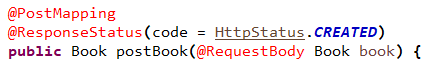 @PostMapping
@ResponseStatus(code = HttpStatus.CREATED)
public Book postBook(@RequestBody Book book) {